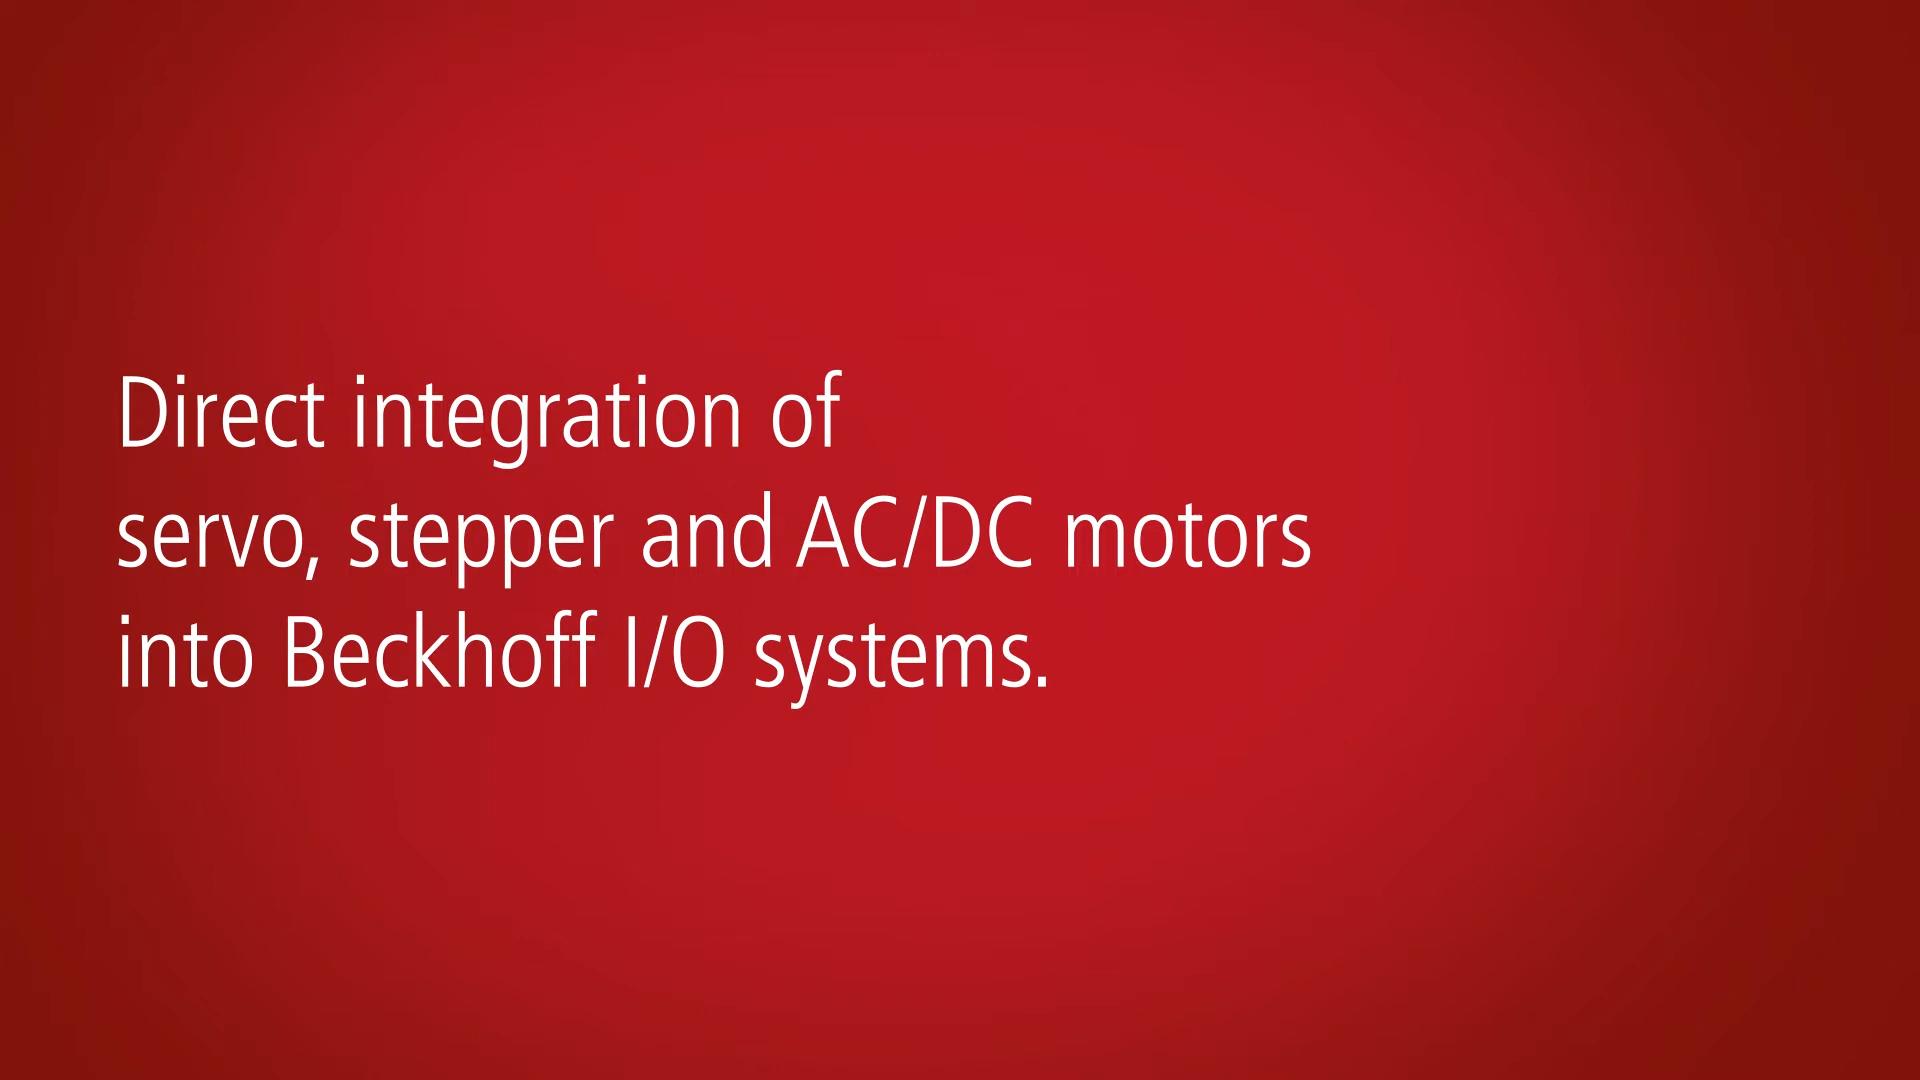 Direct integration of
servo, stepper and AC/DC motors
into Beckhoff I/O systems.